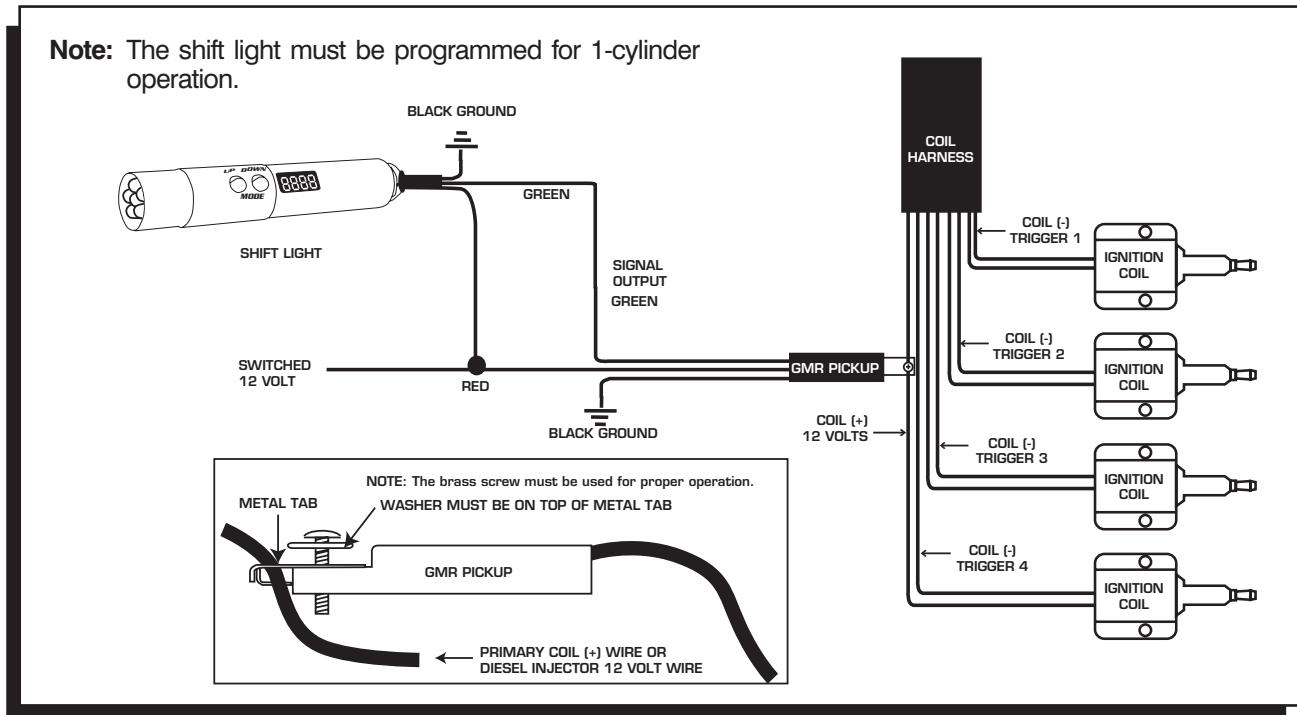 Note: The shift light must be programmed for 1-cylinder
operation.
BLACK GROUND
UP DOWN
8888
MODE
GREEN
SHIFT LIGHT
SIGNAL
OUTPUT
GREEN
SWITCHED
12 VOLT
RED
BLACK GROUND
GMR PICKUP
COIL
HARNESS
COIL (-)
TRIGGER 1
IGNITION
COIL
COIL (-)
TRIGGER 2
IGNITION
COIL
COIL (+)
12 VOLTS
COIL (-)
TRIGGER 3
IGNITION
COIL
COIL (-)
TRIGGER 4
IGNITION
COIL
NOTE: The brass screw must be used for proper operation.
METAL TAB
WASHER MUST BE ON TOP OF METAL TAB
GMR PICKUP
PRIMARY COIL (+) WIRE OR
DIESEL INJECTOR 12 VOLT WIRE